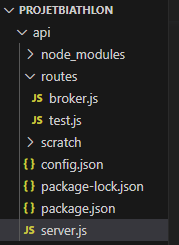 PROJETBIATHLON
api
node_modules
routes
JS broker.js
JS test.js
scratch
{} config.json
{} package-lock.json
{} package.json
JS server.js